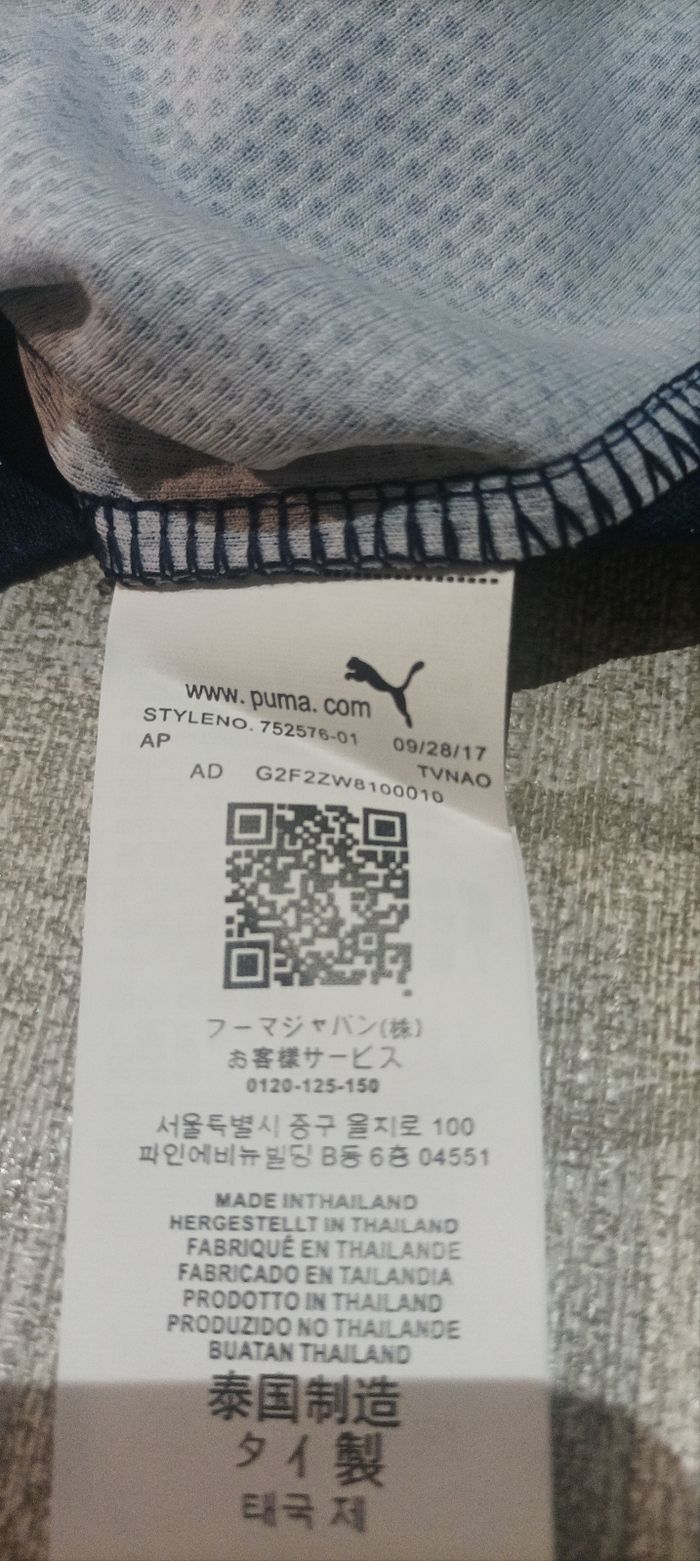 www.puma.com
STYLENO. 752576-01 09/28/17
AP TVNAO
AD G2F2ZW8100010
プーマジャパン(株)
お客様サービス
0120-125-150
서울특별시 중구 을지로 100
파인에비뉴빌딩 B동 6층 04551
MADE INTHAILAND
HERGESTELLT IN THAILAND
FABRIQUÉ EN THAILANDE
FABRICADO EN TAILANDIA
PRODOTTO IN THAILAND
PRODUZIDO NO THAILANDE
BUATAN THAILAND
泰国制造
タイ製
태국 제